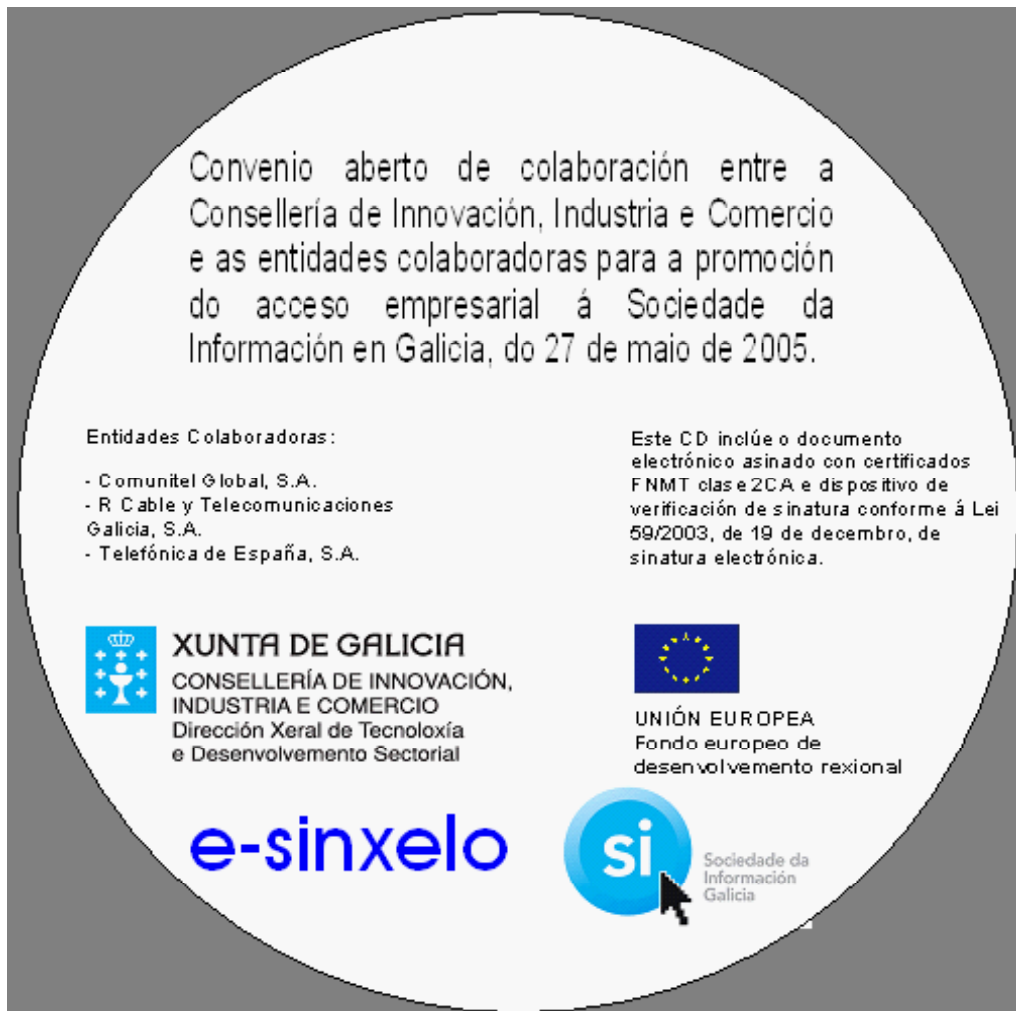 Convenio aberto de colaboración entre a
Consellería de Innovación, Industria e Comercio
e as entidades colaboradoras para a promoción
do acceso empresarial á Sociedade da
Información en Galicia, do 27 de maio de 2005.
Entidades Colaboradoras:
- Comunitel Global, S.A.
- R Cable y Telecomunicaciones
Galicia, S.A.
- Telefónica de España, S.A.
Este CD inclúe o documento
electrónico asinado con certificados
FNMT clase 2CA e dispositivo de
verificación de sinatura conforme á Lei
59/2003, de 19 de decembro, de
sinatura electrónica.
XUNTA DE GALICIA
CONSELLERÍA DE INNOVACIÓN,
INDUSTRIA E COMERCIO
Dirección Xeral de Tecnoloxía
e Desenvolvemento Sectorial
UNIÓN EUROPEA
Fondo europeo de
desenvolvemento rexional
e-sinxelo
si
Sociedade da
Información
Galicia